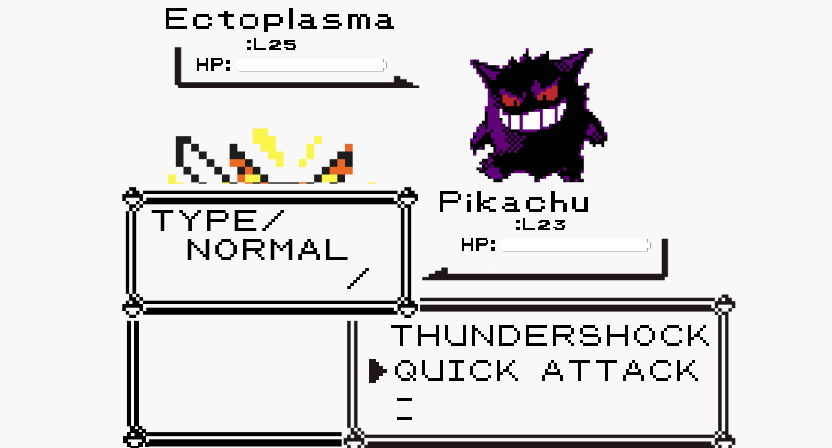 Ectoplasma
:L25
HP:
Pikachu
:L23
HP:
TYPE/
NORMAL
/
THUNDERSHOCK
QUICK ATTACK
–
–